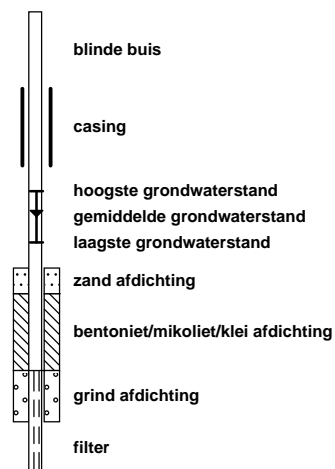 blinde buis
casing
hoogste grondwaterstand
gemiddelde grondwaterstand
laagste grondwaterstand
zand afdichting
bentoniet/mikoliet/klei afdichting
grind afdichting
filter